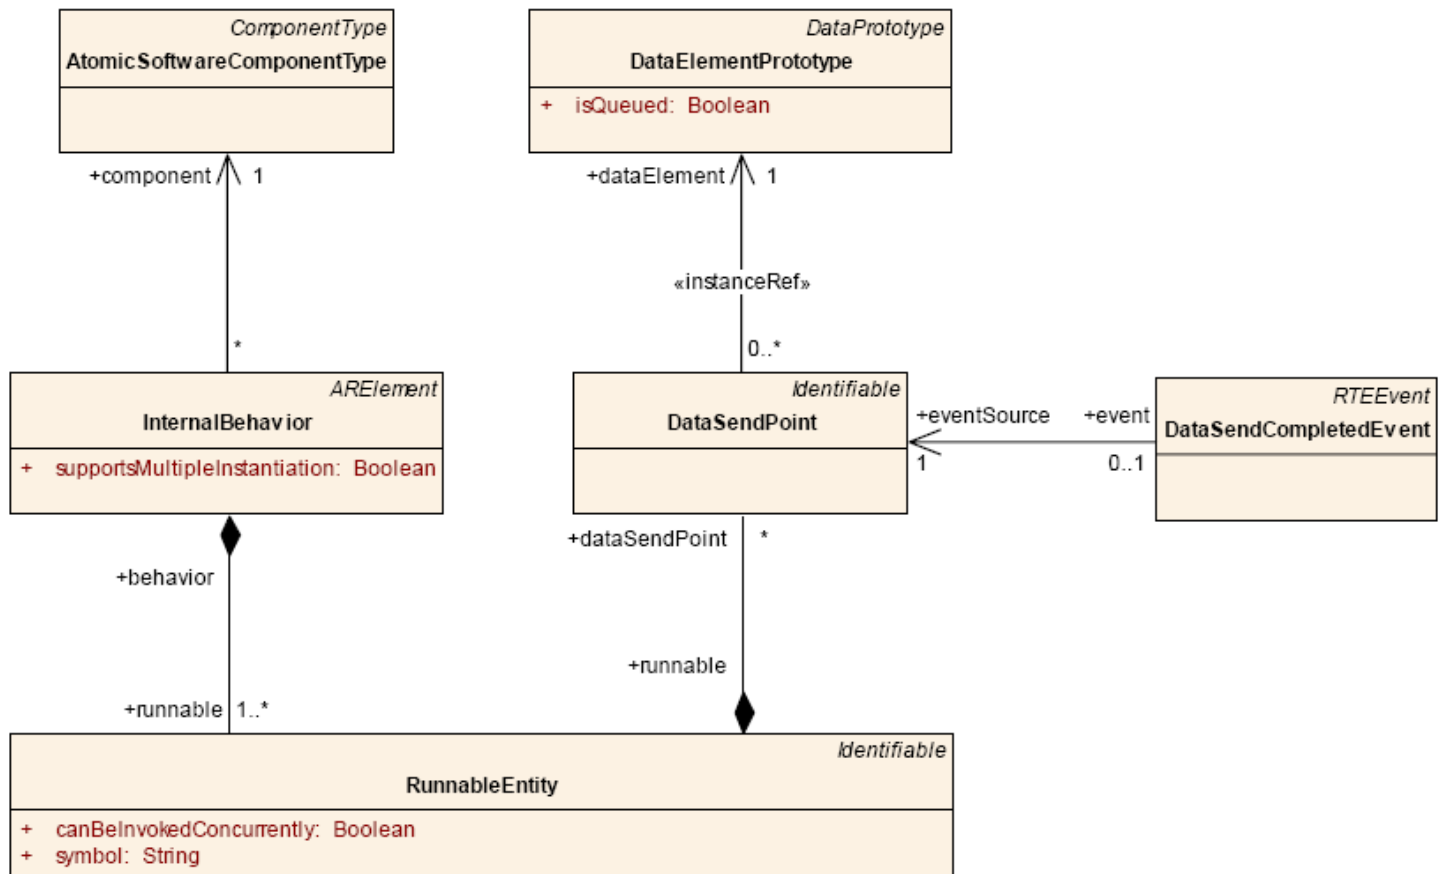 ComponentType
AtomicSoftwareComponentType
DataPrototype
DataElementPrototype
+ isQueued: Boolean
+component 1
+dataElement 1
«instanceRef»
*
0..*
ARElement
InternalBehavior
+ supportsMultipleInstantiation: Boolean
Identifiable
DataSendPoint
+eventSource +event
1 0..1
RTEEvent
DataSendCompletedEvent
+behavior
+dataSendPoint *
+runnable
+runnable 1..*
Identifiable
RunnableEntity
+ canBeInvokedConcurrently: Boolean
+ symbol: String